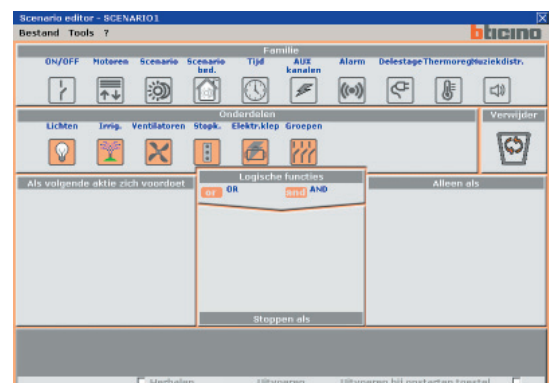 Scenario editor - SCENARIO1
Bestand Tools ?
bticino
Familie
ON/OFF Motoren Scenario Scenario bed. Tijd AUX kanalen Alarm Delestage Thermoreg Muziekdistr.
Onderdelen
Verwijder
Lichten Irrig. Ventilatoren Stopk. Elektr.klep Groepen
Als volgende aktie zich voordoet
Logische functies
Alleen als
or OR and AND
Stoppen als
Herhalen Uitvoeren Uitvoeren bij opstarten toestel